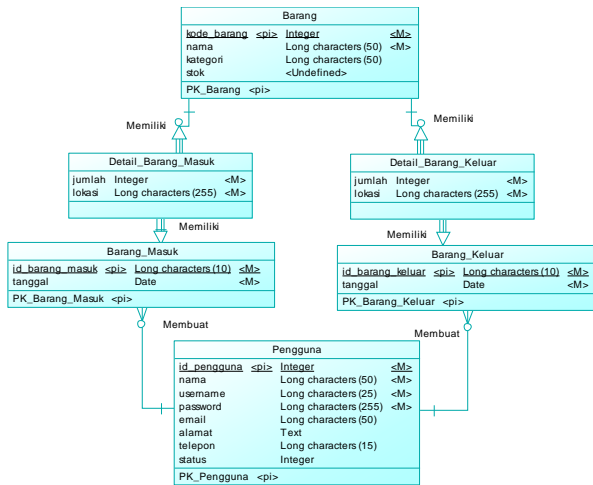 Barang
kode_barang <pi> Integer <M>
nama Long characters (50) <M>
kategori Long characters (50)
stok <Undefined>
PK_Barang <pi>
Memiliki
Memiliki
Detail_Barang_Masuk
jumlah Integer <M>
lokasi Long characters (255) <M>
Detail_Barang_Keluar
jumlah Integer <M>
lokasi Long characters (255) <M>
Memiliki
Memiliki
Barang_Masuk
id_barang_masuk <pi> Long characters (10) <M>
tanggal Date <M>
PK_Barang_Masuk <pi>
Barang_Keluar
id_barang_keluar <pi> Long characters (10) <M>
tanggal Date <M>
PK_Barang_Keluar <pi>
Membuat
Membuat
Pengguna
id_pengguna <pi> Integer <M>
nama Long characters (50) <M>
username Long characters (25) <M>
password Long characters (255) <M>
email Long characters (50)
alamat Text
telepon Long characters (15)
status Integer
PK_Pengguna <pi>